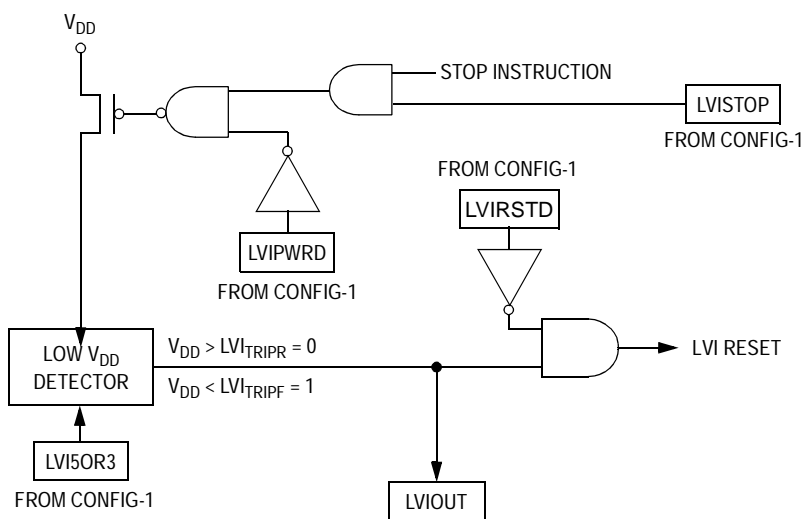 VDD
STOP INSTRUCTION
LVISTOP
FROM CONFIG-1
FROM CONFIG-1
LVIRSTD
LVIPWRD
FROM CONFIG-1
LOW VDD
DETECTOR
VDD > LVITRIPR = 0
VDD < LVITRIPF = 1
LVI RESET
LVI5OR3
FROM CONFIG-1
LVIOUT